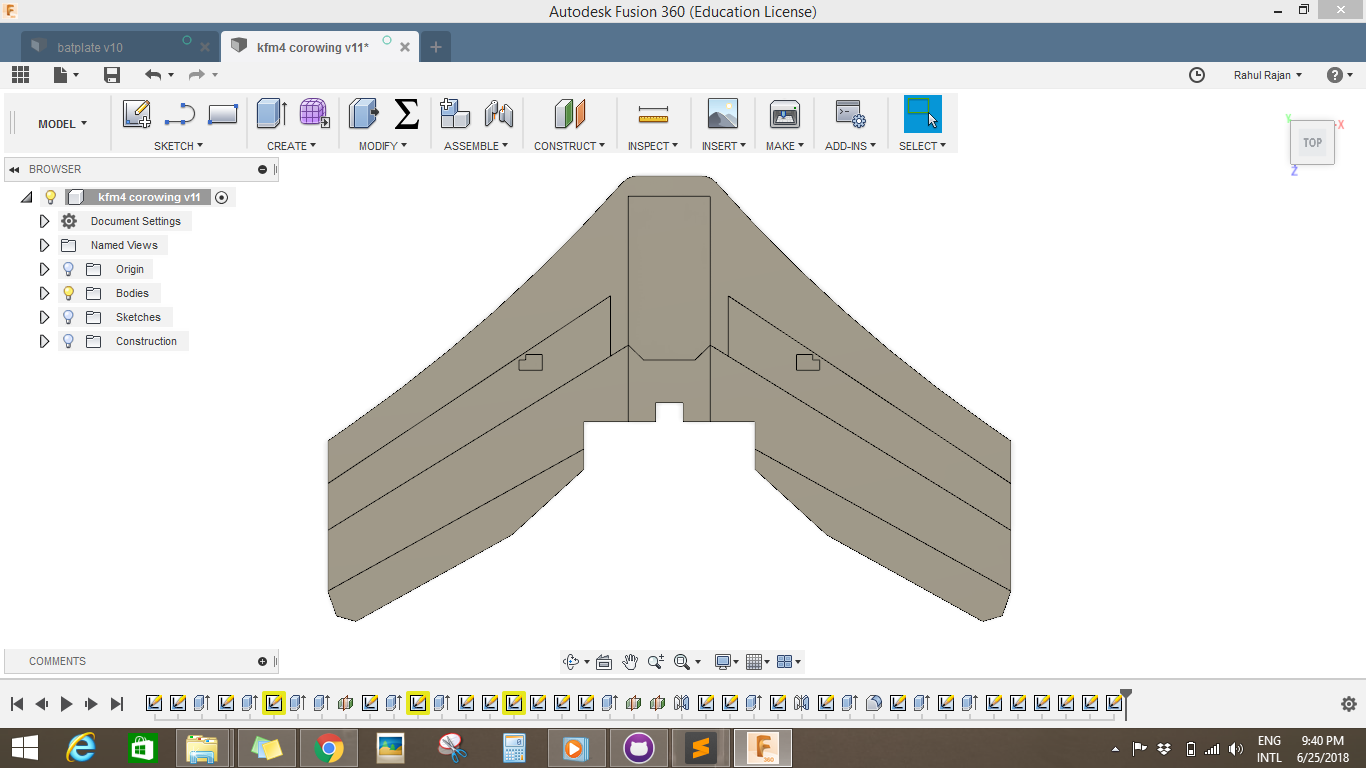 Autodesk Fusion 360 (Education License)
batplate v10
kfm4 corowing v11*
Rahul Rajan
MODEL
SKETCH
CREATE
MODIFY
ASSEMBLE
CONSTRUCT
INSPECT
INSERT
MAKE
ADD-INS
SELECT
Y
X
TOP
Z
BROWSER
kfm4 corowing v11
Document Settings
Named Views
Origin
Bodies
Sketches
Construction
COMMENTS
ENG
9:40 PM
INTL
6/25/2018
360